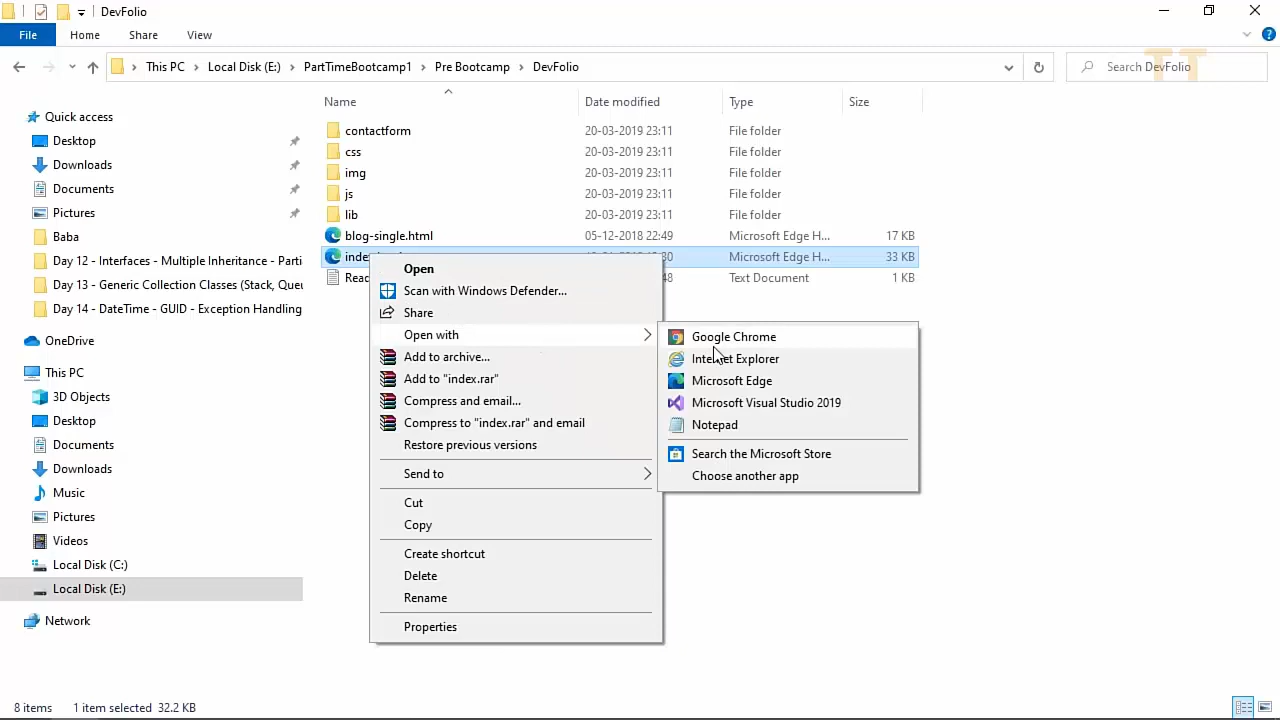 DevFolio
File Home Share View
This PC Local Disk (E:) PartTimeBootcamp1 Pre Bootcamp DevFolio
Search DevFolio
TT
Name Date modified Type Size
Quick access
Desktop
Downloads
Documents
Pictures
Baba
Day 12 - Interfaces - Multiple Inheritance - Parti
Day 13 - Generic Collection Classes (Stack, Queu
Day 14 - DateTime - GUID - Exception Handling
OneDrive
This PC
3D Objects
Desktop
Documents
Downloads
Music
Pictures
Videos
Local Disk (C:)
Local Disk (E:)
Network
contactform 20-03-2019 23:11 File folder
css 20-03-2019 23:11 File folder
img 20-03-2019 23:11 File folder
js 20-03-2019 23:11 File folder
lib 20-03-2019 23:11 File folder
blog-single.html 05-12-2018 22:49 Microsoft Edge H... 17 KB
Microsoft Edge H... 33 KB
Text Document 1 KB
Open
Scan with Windows Defender...
Share
Open with
Add to archive...
Add to "index.rar"
Compress and email...
Compress to "index.rar" and email
Restore previous versions
Send to
Cut
Copy
Create shortcut
Delete
Rename
Properties
Google Chrome
Internet Explorer
Microsoft Edge
Microsoft Visual Studio 2019
Notepad
Search the Microsoft Store
Choose another app
8 items 1 item selected 32.2 KB